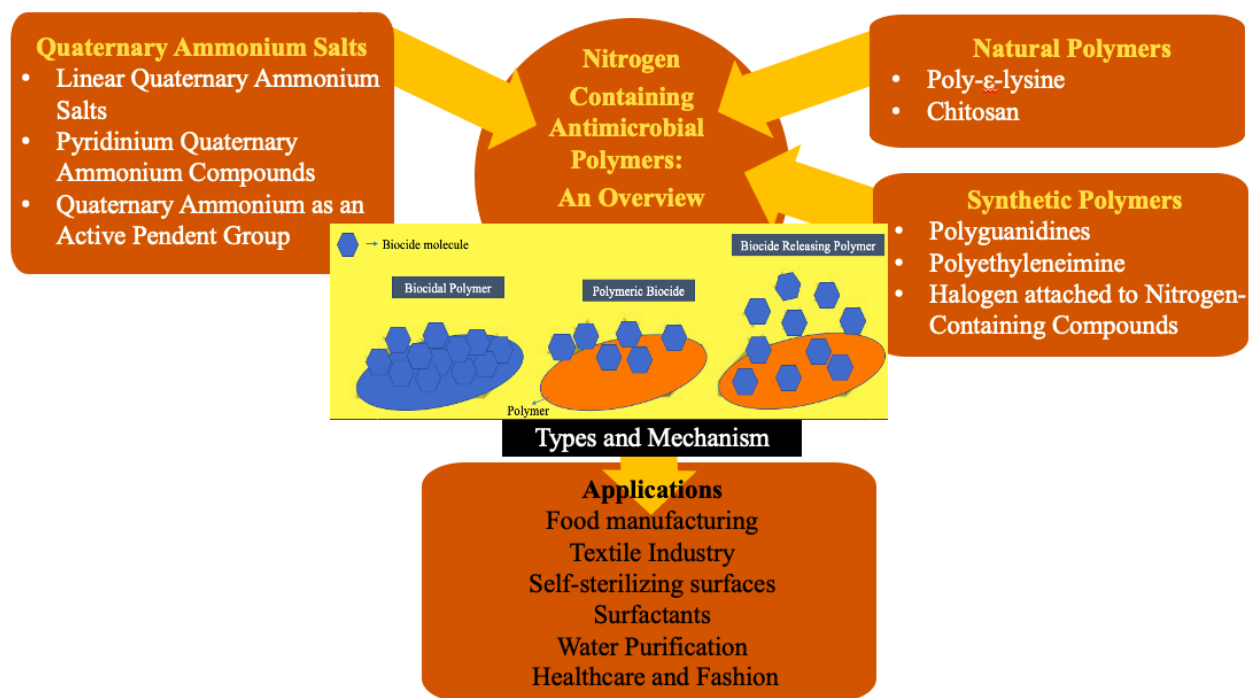 Quaternary Ammonium Salts
• Linear Quaternary Ammonium
Salts
• Pyridinium Quaternary
Ammonium Compounds
• Quaternary Ammonium as an
Active Pendent Group
Nitrogen
Containing
Antimicrobial
Polymers:
An Overview
Natural Polymers
• Poly-ε-lysine
• Chitosan
Synthetic Polymers
• Polyguanidines
• Polyethyleneimine
• Halogen attached to Nitrogen-
Containing Compounds
Biocide molecule
Biocidal Polymer
Polymeric Biocide
Biocide Releasing Polymer
Polymer
Types and Mechanism
Applications
Food manufacturing
Textile Industry
Self-sterilizing surfaces
Surfactants
Water Purification
Healthcare and Fashion